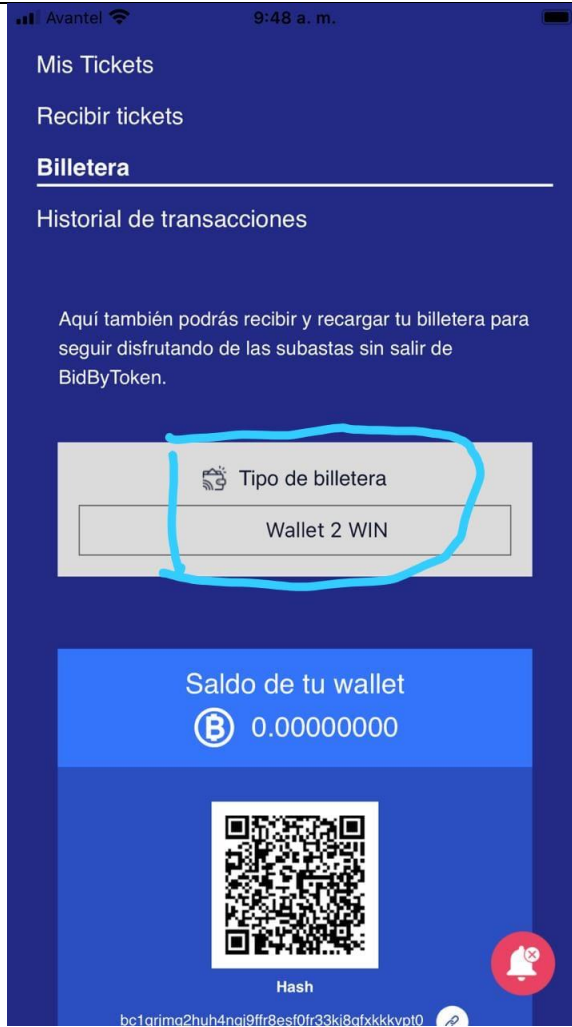 Avantel 9:48 a. m.
Mis Tickets
Recibir tickets
Billetera
Historial de transacciones
Aquí también podrás recibir y recargar tu billetera para
seguir disfrutando de las subastas sin salir de
BidByToken.
Tipo de billetera
Wallet 2 WIN
Saldo de tu wallet
0.00000000
Hash